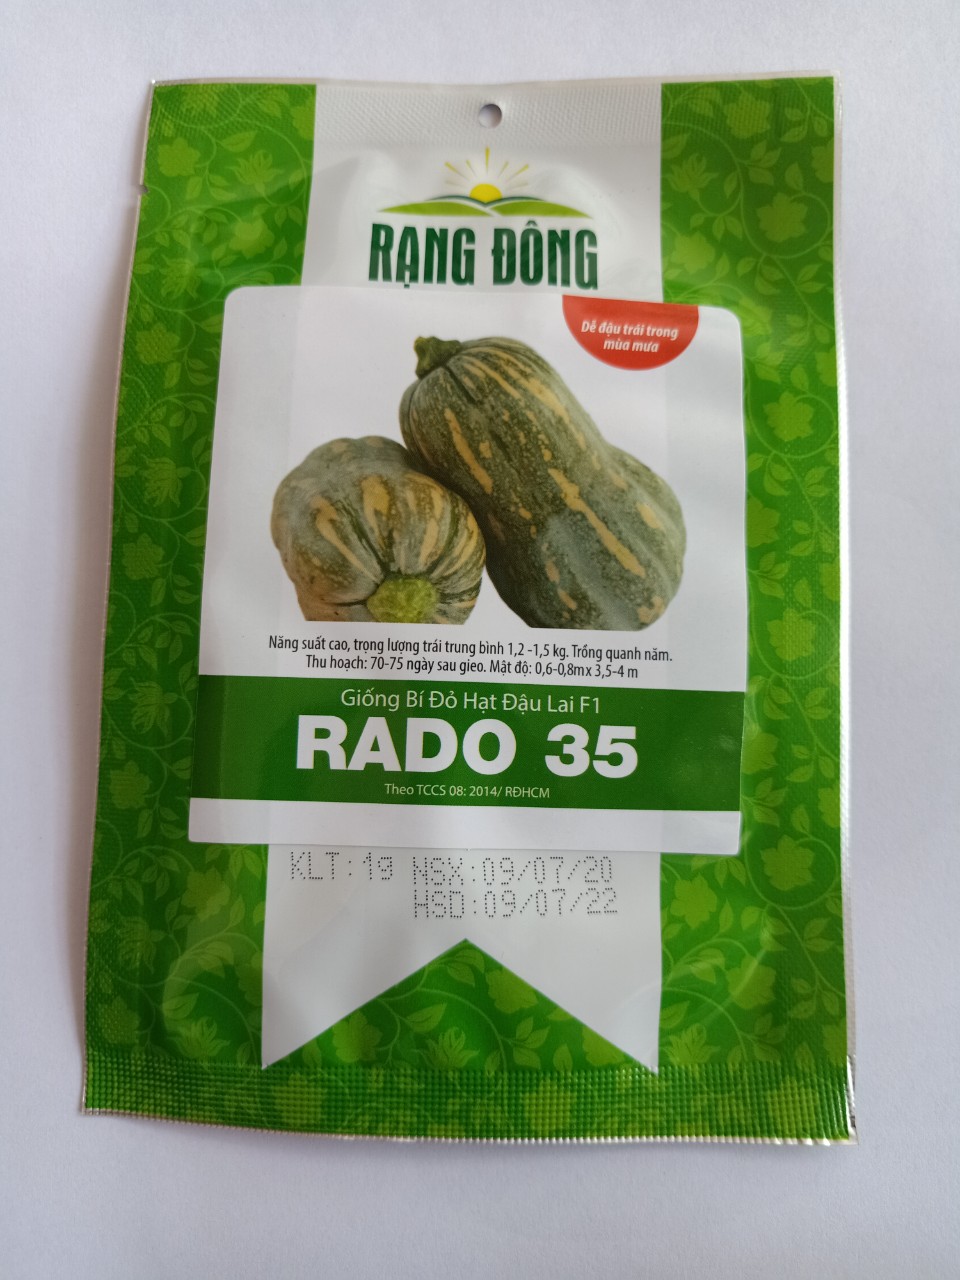 RẠNG ĐÔNG
Dễ đậu trái trong
mùa mưa
Năng suất cao, trọng lượng trái trung bình 1,2 -1,5 kg. Trồng quanh năm.
Thu hoạch: 70-75 ngày sau gieo. Mật độ: 0,6-0,8m x 3,5-4 m
Giống Bí Đỏ Hạt Đậu Lai F1
RADO 35
Theo TCCS 08: 2014/ RĐHCM
KLT:1g NSX:09/07/20
HSD:09/07/22